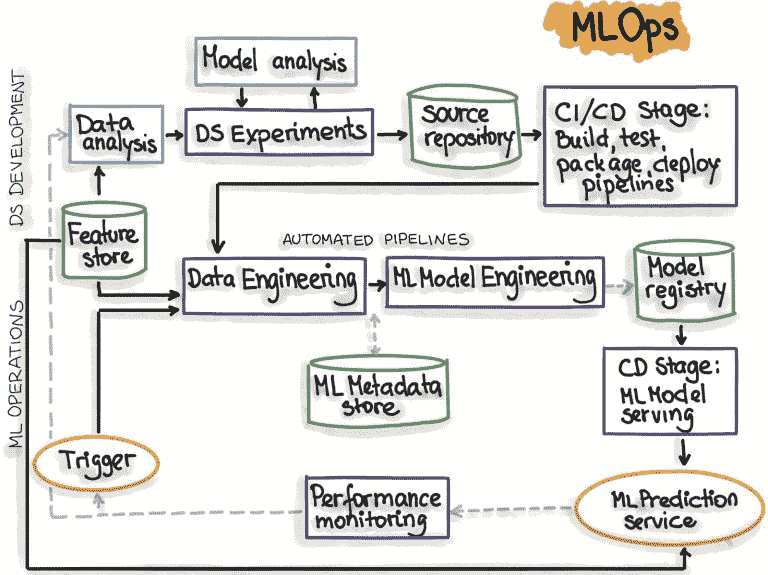 MLOps
Model analysis
Data
analysis
DS Experiments
Source
repository
CI/CD Stage:
Build, test,
package, deploy
pipelines
DS DEVELOPMENT
Feature
store
AUTOMATED PIPELINES
Data Engineering
ML Model Engineering
Model
registry
ML OPERATIONS
ML Metadata
store
CD Stage:
ML Model
serving
Trigger
Performance
monitoring
ML Prediction
service